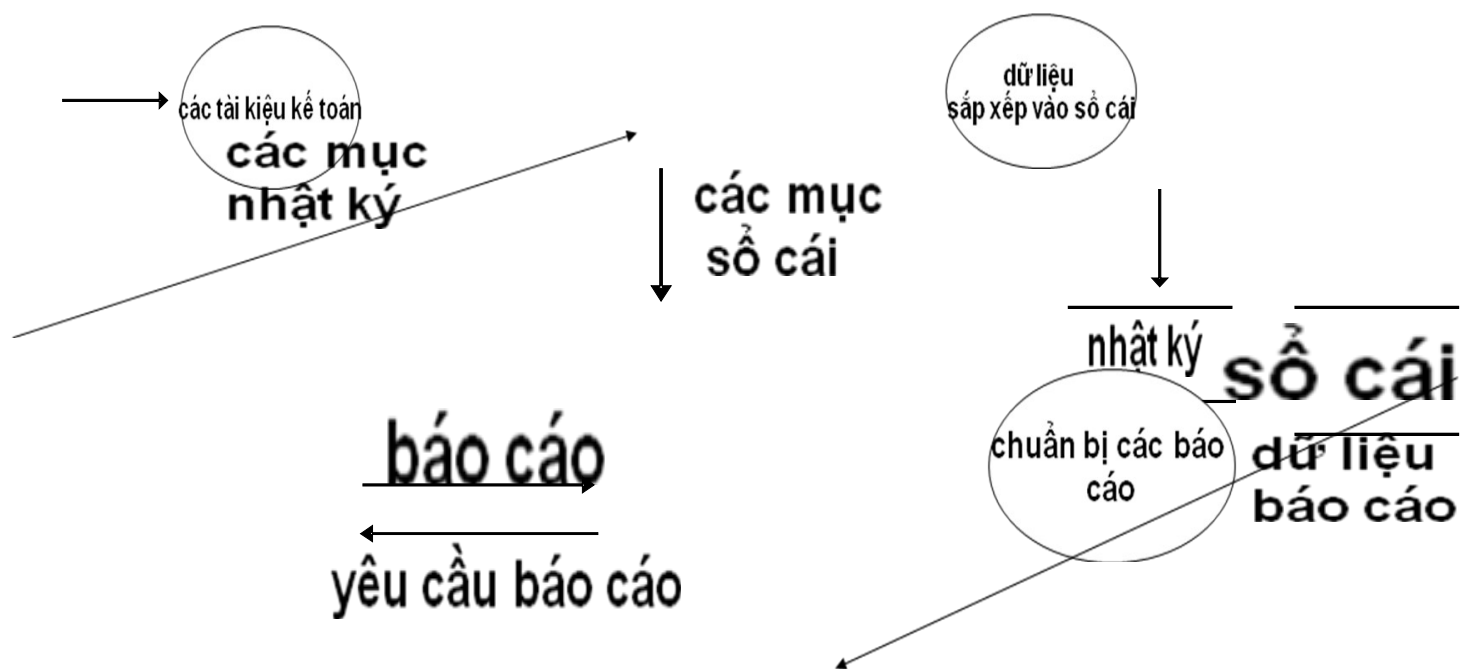 các tài kiệu kế toán
các mục
nhật ký
dữ liệu
sắp xếp vào sổ cái
các mục
sổ cái
nhật ký
sổ cái
báo cáo
chuẩn bị các báo
cáo
dữ liệu
báo cáo
yêu cầu báo cáo